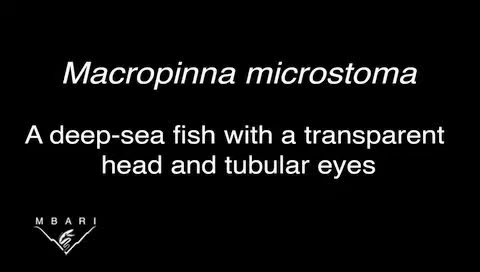 Macropinna microstoma
A deep-sea fish with a transparent
head and tubular eyes
MBARI